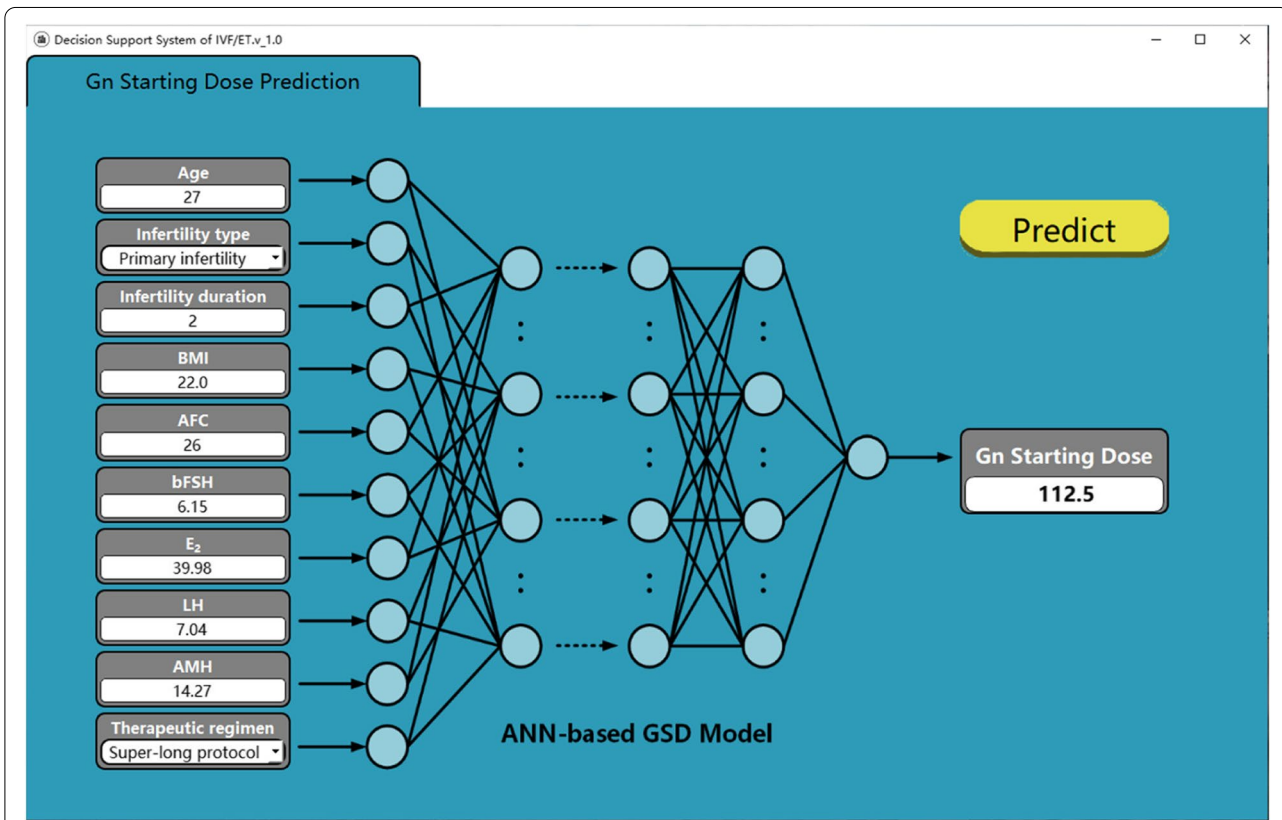 Decision Support System of IVF/ET.v_1.0
Gn Starting Dose Prediction
Age
27
Infertility type
Primary infertility
Infertility duration
2
BMI
22.0
AFC
26
bFSH
6.15
E₂
39.98
LH
7.04
AMH
14.27
Therapeutic regimen
Super-long protocol
Predict
Gn Starting Dose
112.5
ANN-based GSD Model